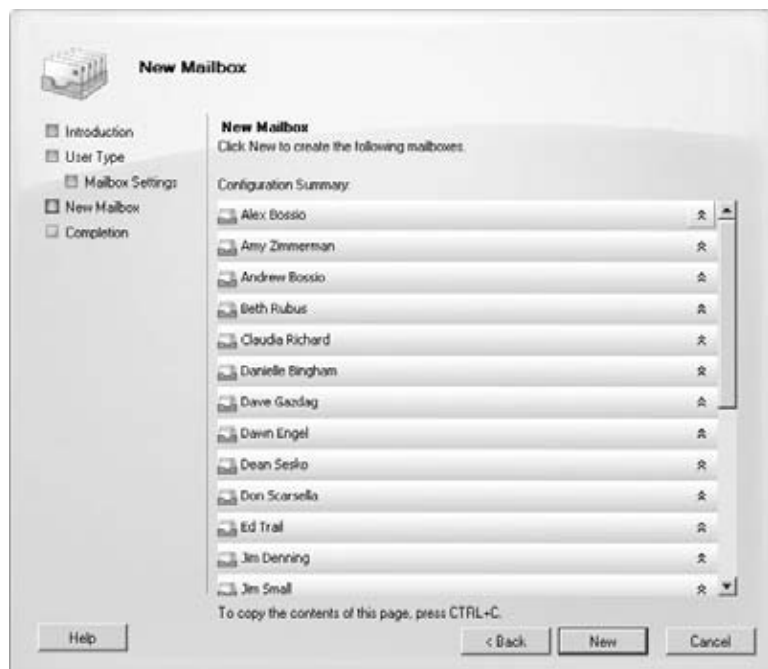 New Mailbox
Introduction
User Type
Mailbox Settings
New Mailbox
Completion
New Mailbox
Click New to create the following mailboxes.
Configuration Summary:
Alex Bossio
Amy Zimmerman
Andrew Bossio
Beth Rubus
Claudia Richard
Danielle Bingham
Dave Gazdag
Dawn Engel
Dean Sesko
Don Scarsella
Ed Trail
Jim Denning
Jim Small
To copy the contents of this page, press CTRL+C.
Help
< Back
New
Cancel